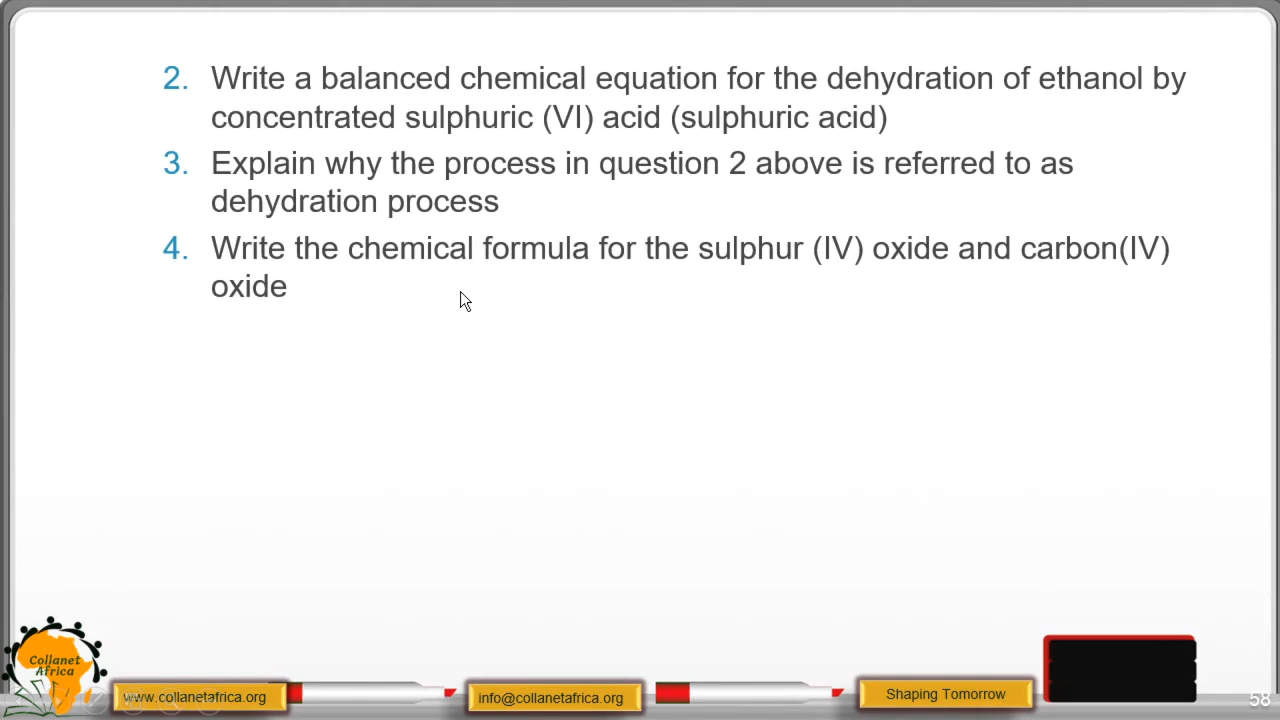 2. Write a balanced chemical equation for the dehydration of ethanol by
concentrated sulphuric (VI) acid (sulphuric acid)
3. Explain why the process in question 2 above is referred to as
dehydration process
4. Write the chemical formula for the sulphur (IV) oxide and carbon(IV)
oxide
Collanet
Africa
www.collanetafrica.org
info@collanetafrica.org
Shaping Tomorrow
58